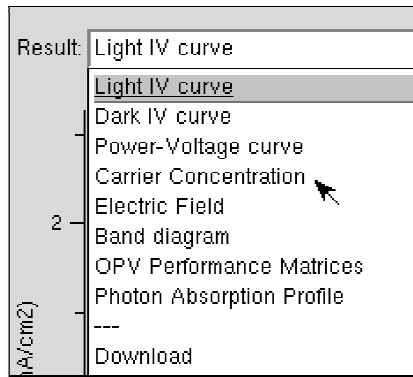 Result: Light IV curve
Light IV curve
Dark IV curve
Power-Voltage curve
Carrier Concentration
Electric Field
Band diagram
OPV Performance Matrices
Photon Absorption Profile
---
Download
2
A/cm2)